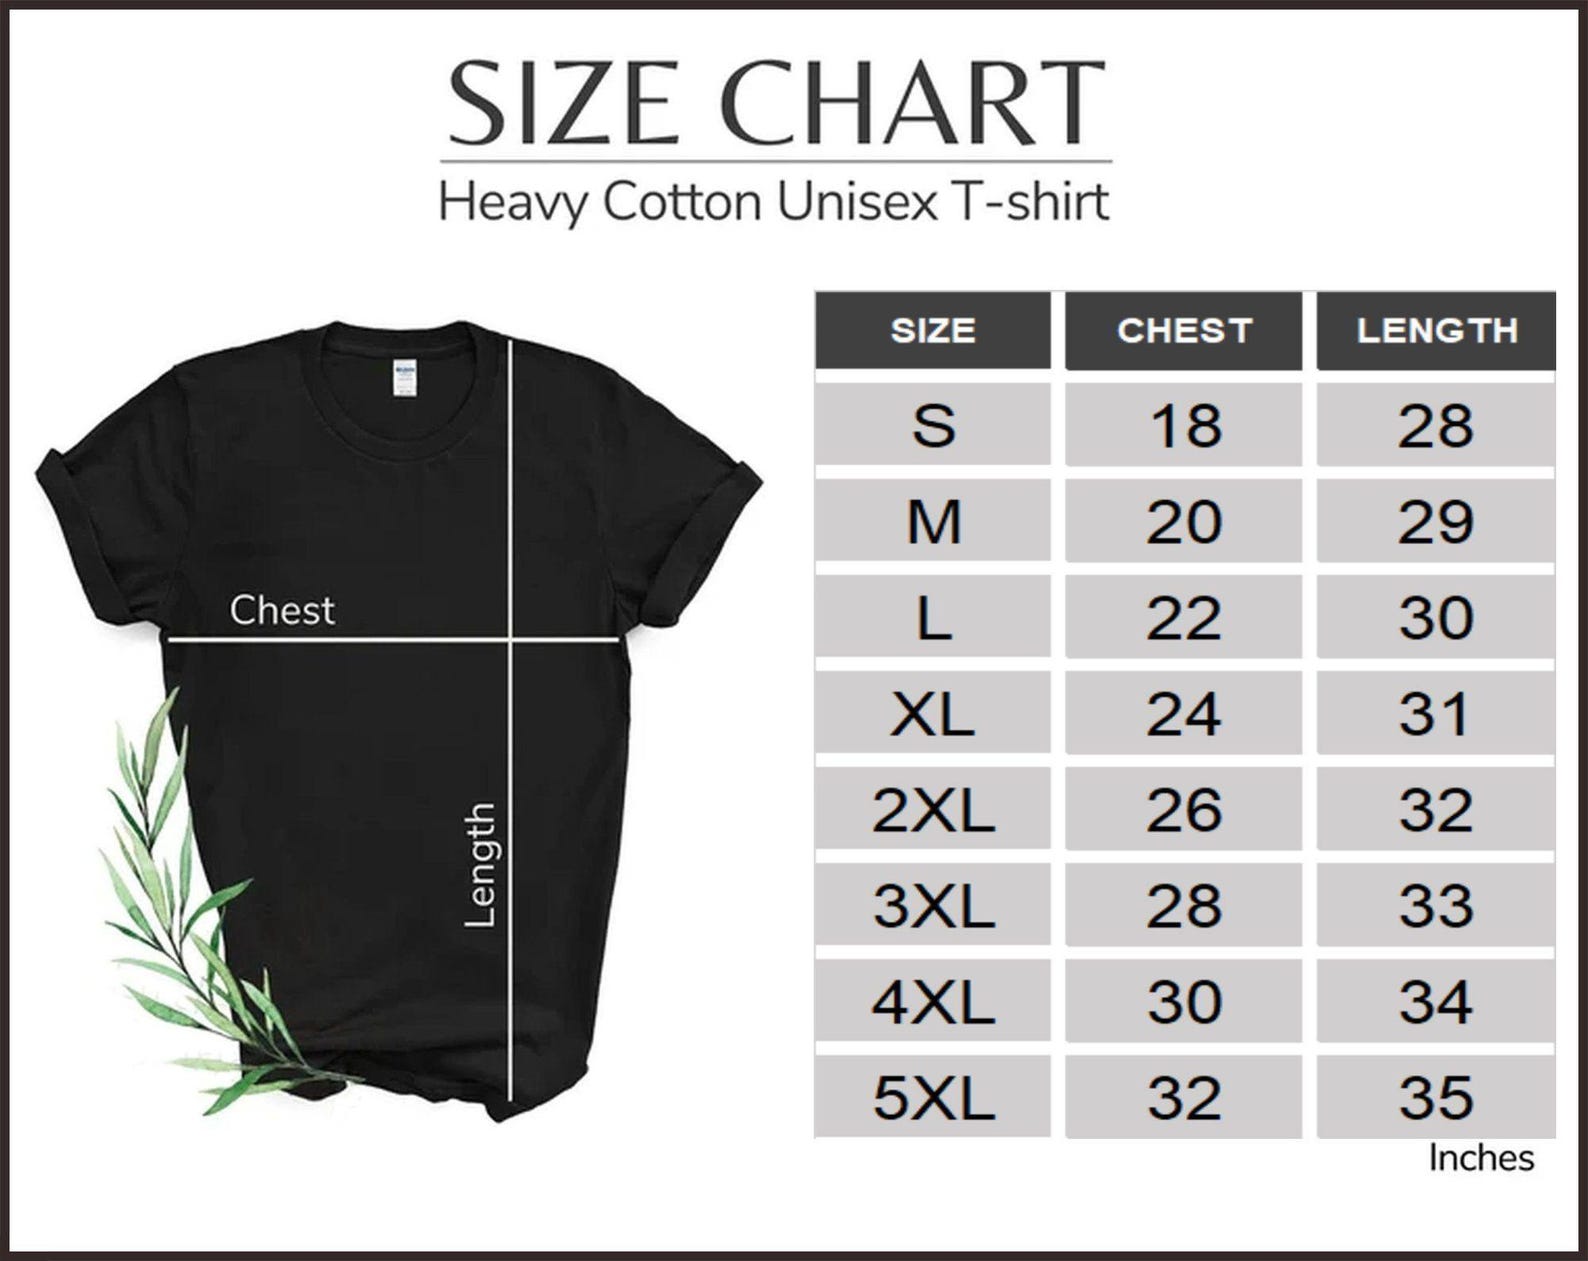 SIZE CHART
Heavy Cotton Unisex T-shirt
SIZE CHEST LENGTH
S 18 28
M 20 29
L 22 30
XL 24 31
2XL 26 32
3XL 28 33
4XL 30 34
5XL 32 35
Inches
Chest
Length